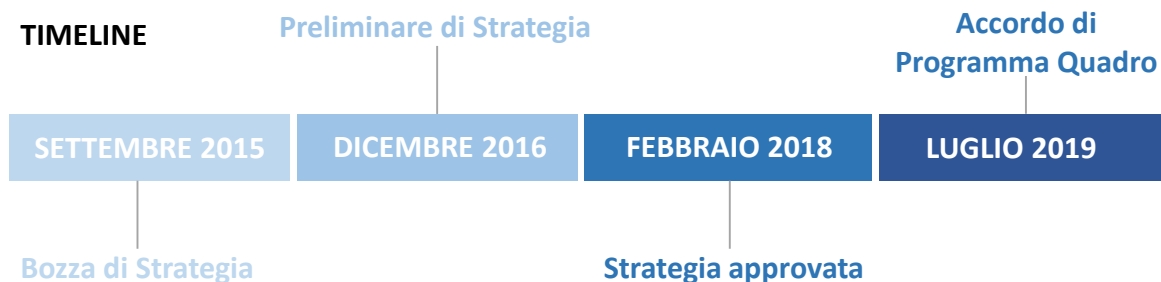 TIMELINE
Preliminare di Strategia
Accordo di
Programma Quadro
SETTEMBRE 2015
DICEMBRE 2016
FEBBRAIO 2018
LUGLIO 2019
Bozza di Strategia
Strategia approvata